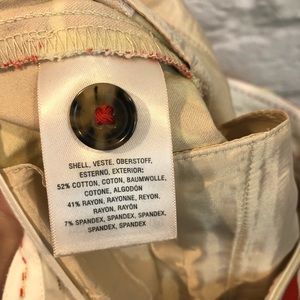 SHELL, VESTE, OBERSTOFF,
ESTERNO, EXTERIOR:
52% COTTON, COTON, BAUMWOLLE,
COTONE, ALGODÓN
41% RAYON, RAYONNE, REYON,
RAYON, RAYÓN
7% SPANDEX, SPANDEX, SPANDEX,
SPANDEX, SPANDEX